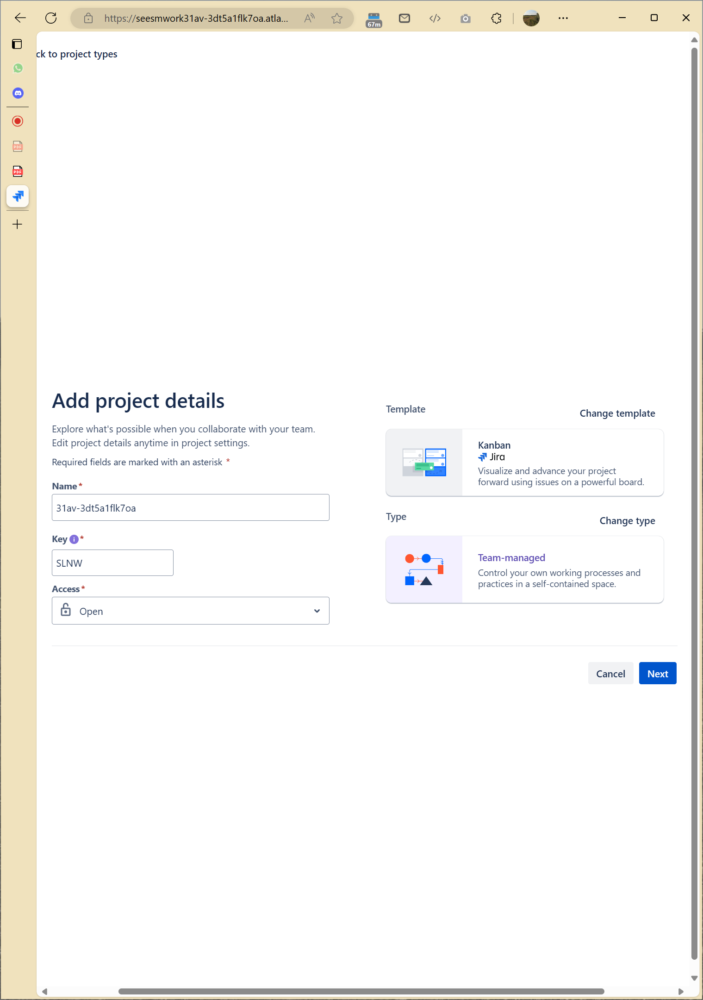 https://seesmwork31av-3dt5a1flk7oa.atla...
67m
ck to project types
Add project details
Explore what's possible when you collaborate with your team.
Edit project details anytime in project settings.
Required fields are marked with an asterisk *
Name*
31av-3dt5a1flk7oa
Key i *
SLNW
Access*
Open
Template
Change template
Kanban
Jira
Visualize and advance your project
forward using issues on a powerful board.
Type
Change type
Team-managed
Control your own working processes and
practices in a self-contained space.
Cancel
Next
PDF
PDF